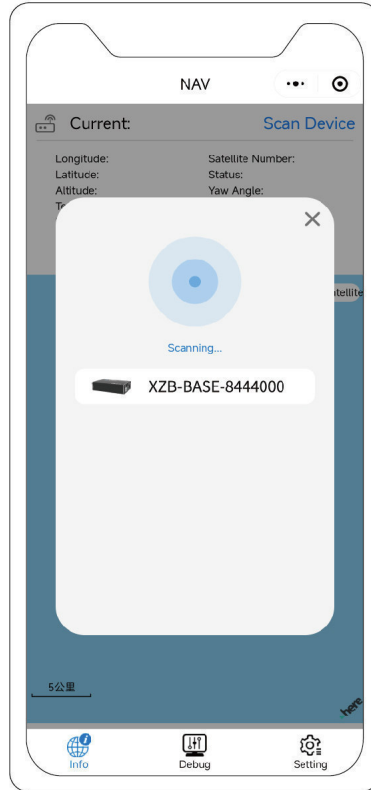 NAV
Current:
Scan Device
Longitude:
Satellite Number:
Latitude:
Status:
Altitude:
Yaw Angle:
Scanning...
XZB-BASE-8444000
5公里
here
Info
Debug
Setting